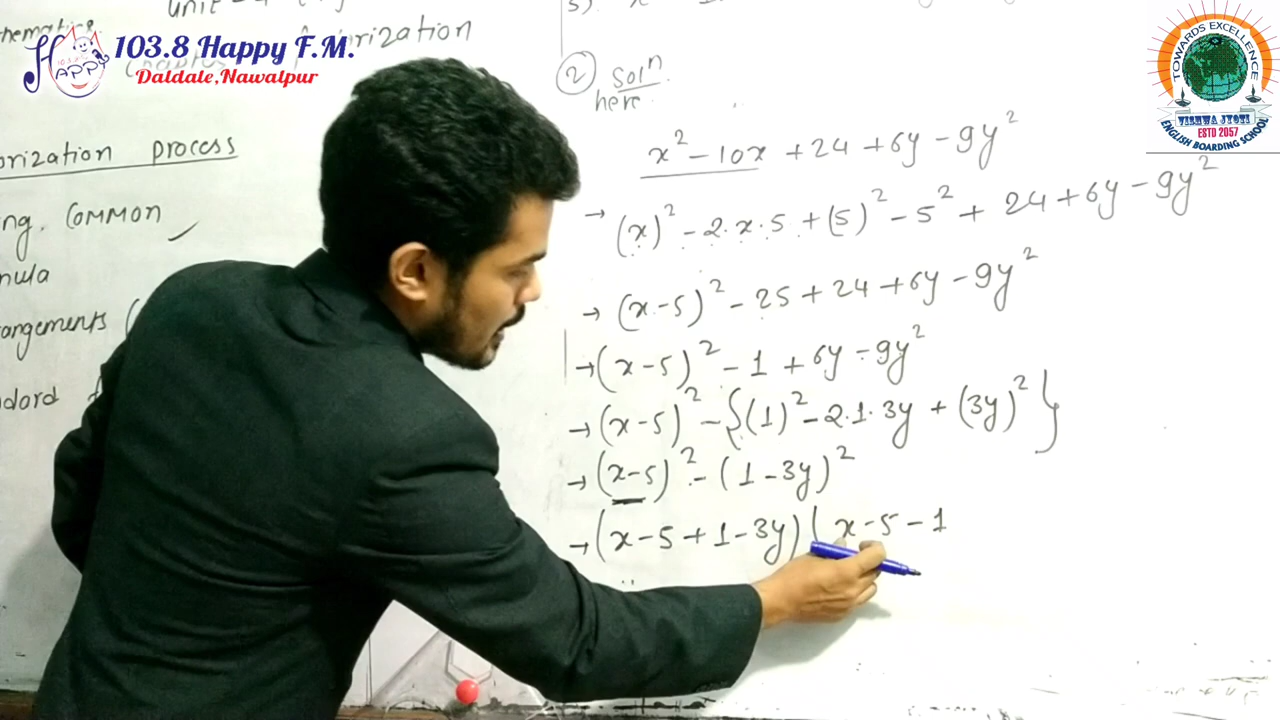 103.8 Happy F.M.
Daldale,Nawalpur
HAPPY
TOWARDS EXCELLENCE
VISHWA JYOTI
ESTD 2057
ENGLISH BOARDING SCHOOL
orization process
ng. common
nula
angements (
② Solⁿ
here.
x² - 10x + 24 + 6y - 9y²
→ (x)² - 2·x·5 + (5)² - 5² + 24 + 6y - 9y²
→ (x-5)² - 25 + 24 + 6y - 9y²
→ (x-5)² - 1 + 6y - 9y²
→ (x-5)² - {(1)² - 2·1·3y + (3y)²}
→ (x-5)² - (1-3y)²
→ (x-5+1-3y)(x-5-1